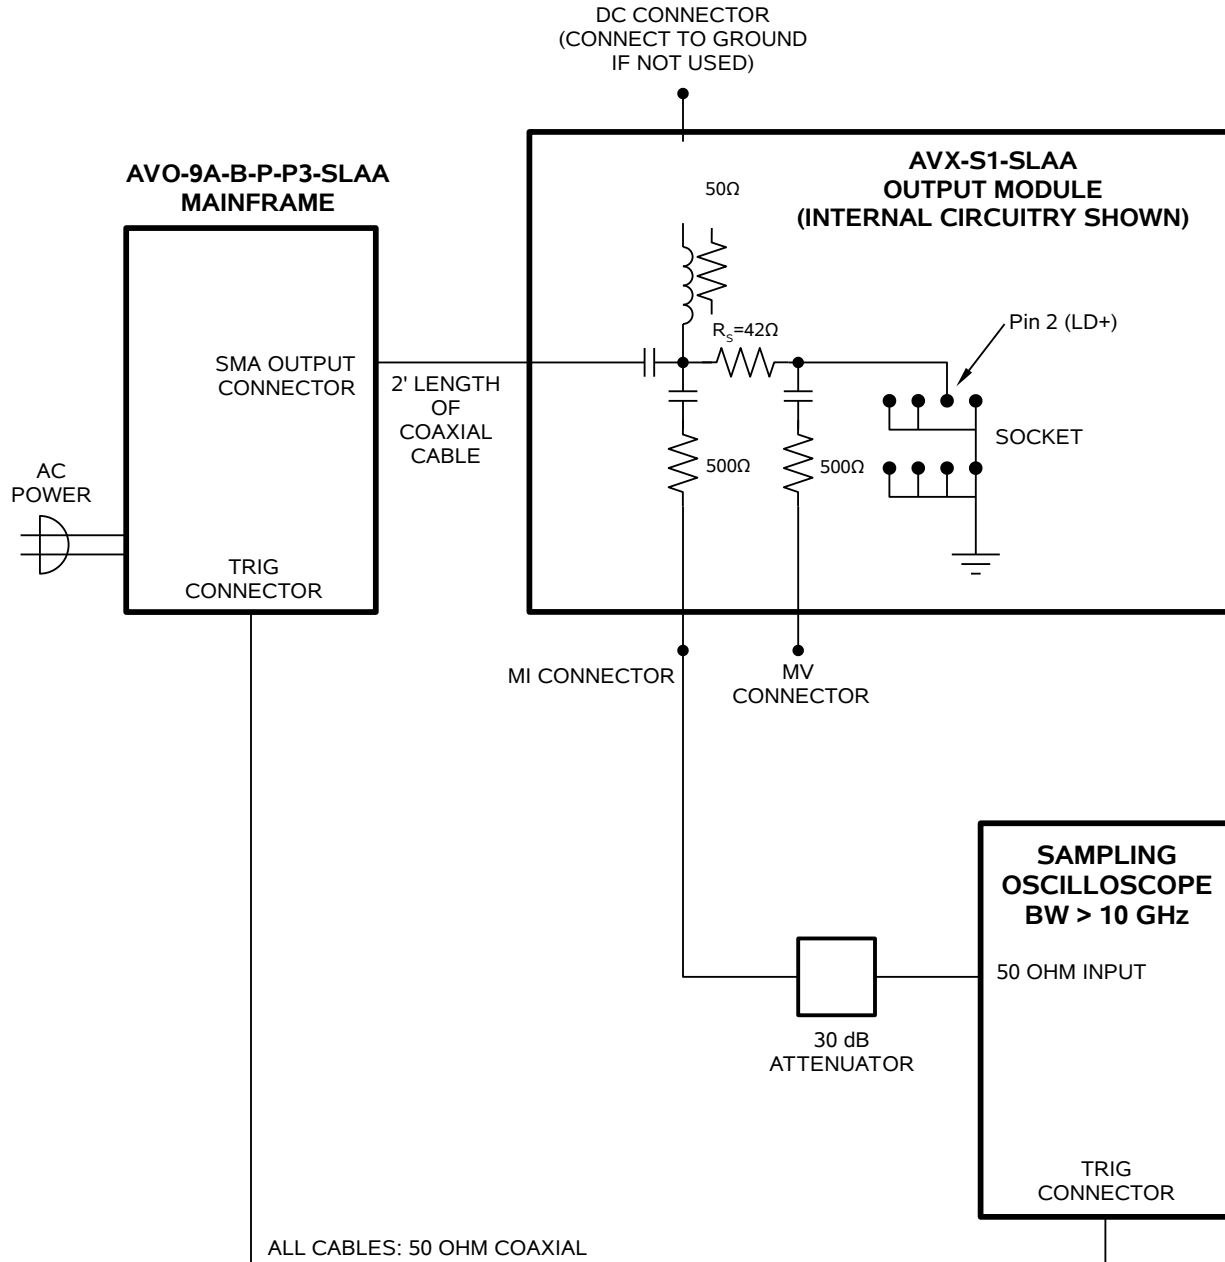 DC CONNECTOR
(CONNECT TO GROUND
IF NOT USED)
AVO-9A-B-P-P3-SLAA
MAINFRAME
AVX-S1-SLAA
OUTPUT MODULE
(INTERNAL CIRCUITRY SHOWN)
50Ω
Pin 2 (LD+)
RS=42Ω
SMA OUTPUT
CONNECTOR
2' LENGTH
OF
COAXIAL
CABLE
SOCKET
500Ω
500Ω
AC
POWER
TRIG
CONNECTOR
MI CONNECTOR
MV
CONNECTOR
SAMPLING
OSCILLOSCOPE
BW > 10 GHz
50 OHM INPUT
30 dB
ATTENUATOR
TRIG
CONNECTOR
ALL CABLES: 50 OHM COAXIAL